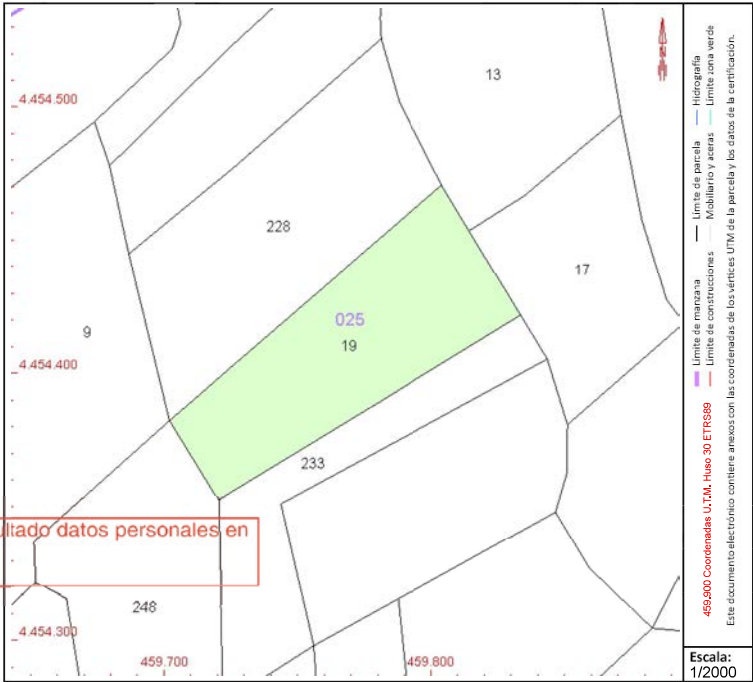 4.454.500
13
228
17
025
9
19
4.454.400
233
ultado datos personales en
248
4.454.300
459.700
459.800
Límite de manzana
Límite de parcela
Hidrografía
Límite de construcciones
Mobiliario y aceras
Límite zona verde
459.900 Coordenadas U.T.M. Huso 30 ETRS89
Este documento electrónico contiene anexos con las coordenadas de los vértices UTM de la parcela y los datos de la certificación.
Escala:
1/2000